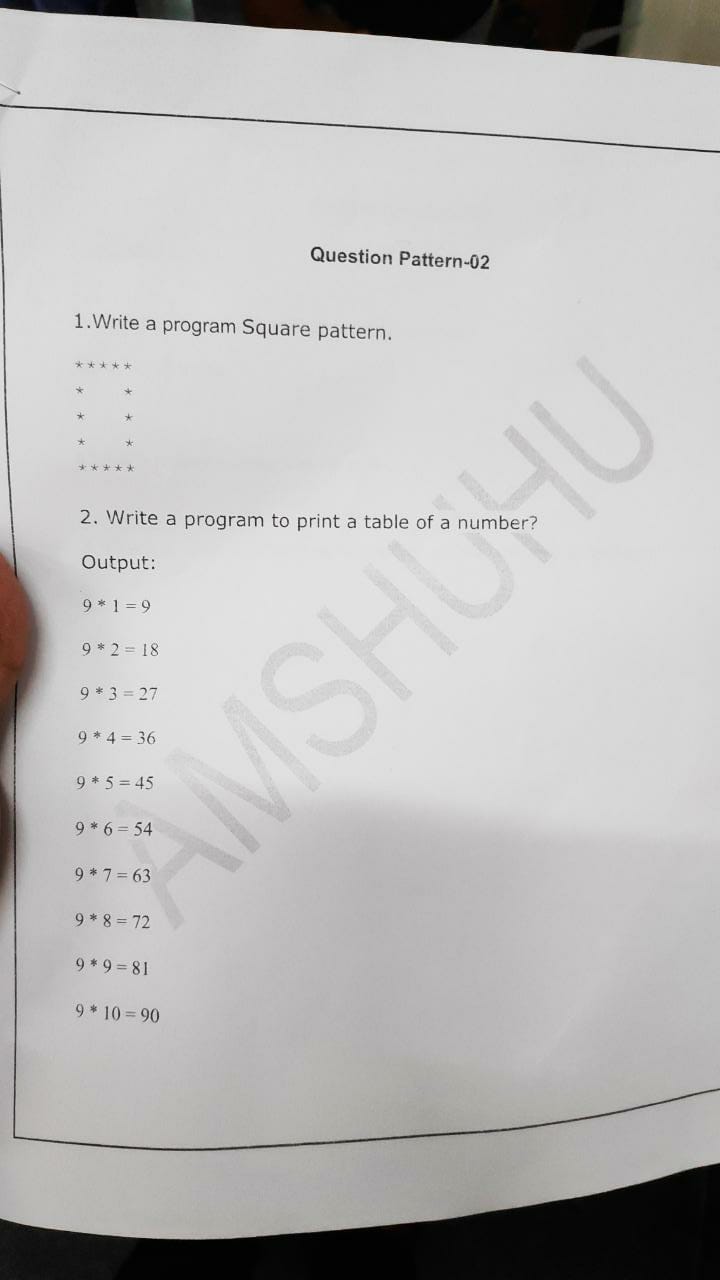 Question Pattern-02
1.Write a program Square pattern.
*****
*   *
*   *
*   *
*****
2. Write a program to print a table of a number?
Output:
9 * 1 = 9
9 * 2 = 18
9 * 3 = 27
9 * 4 = 36
9 * 5 = 45
9 * 6 = 54
9 * 7 = 63
9 * 8 = 72
9 * 9 = 81
9 * 10 = 90
AMSHUHU